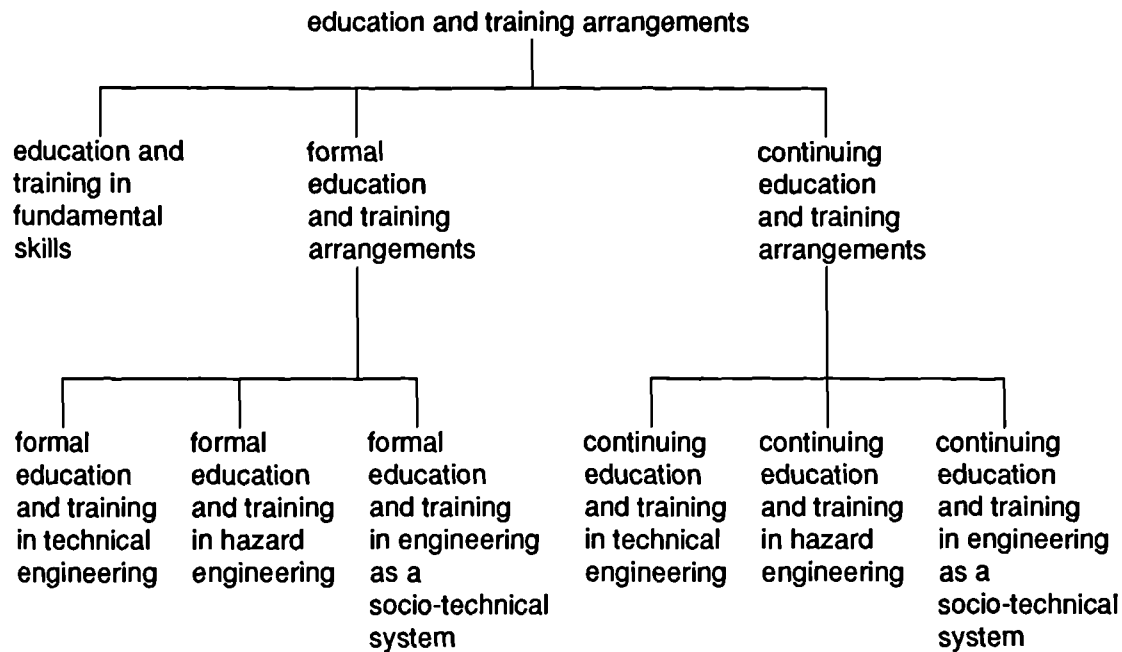 education and training arrangements
education and
training in
fundamental
skills
formal
education
and training
arrangements
continuing
education
and training
arrangements
formal
education
and training
in technical
engineering
formal
education
and training
in hazard
engineering
formal
education
and training
in engineering
as a
socio-technical
system
continuing
education
and training
in technical
engineering
continuing
education
and training
in hazard
engineering
continuing
education
and training
in engineering
as a
socio-technical
system